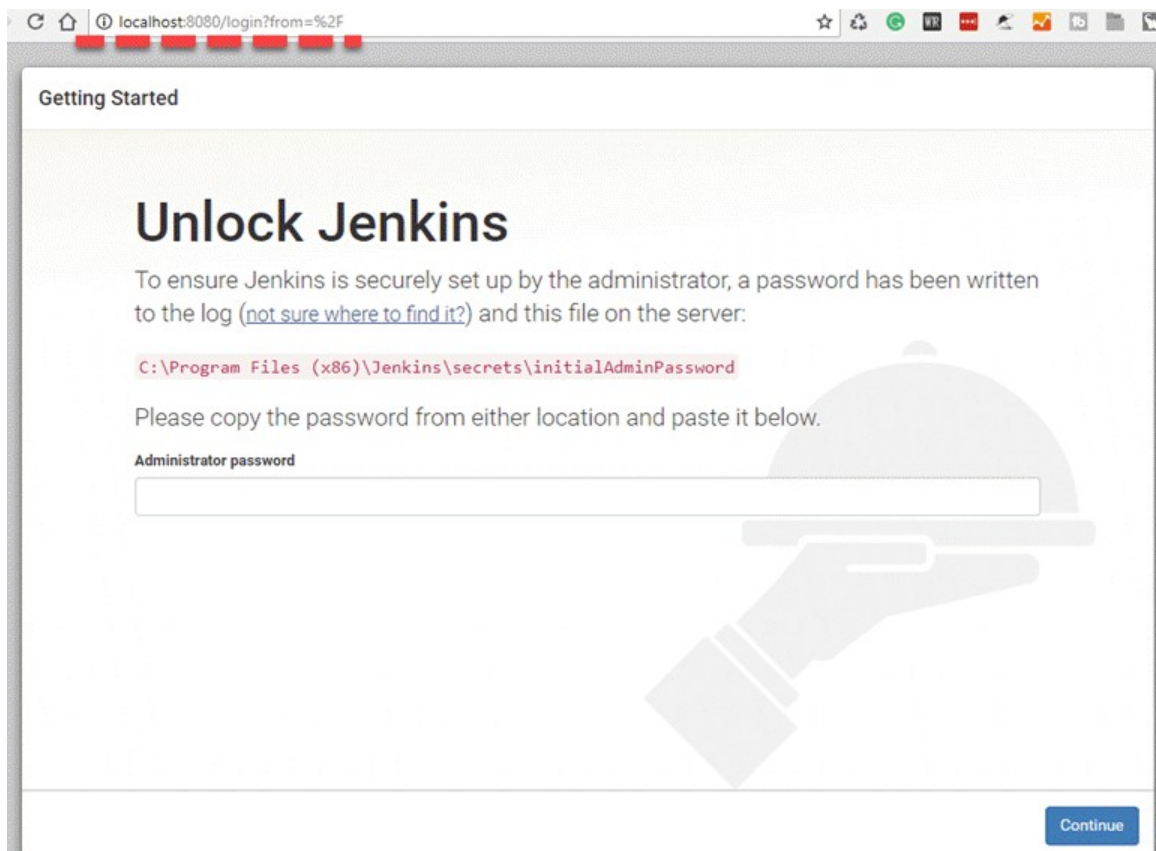 localhost:8080/login?from=%2F
Getting Started
Unlock Jenkins
To ensure Jenkins is securely set up by the administrator, a password has been written
to the log (not sure where to find it?) and this file on the server:
C:\Program Files (x86)\Jenkins\secrets\initialAdminPassword
Please copy the password from either location and paste it below.
Administrator password
Continue